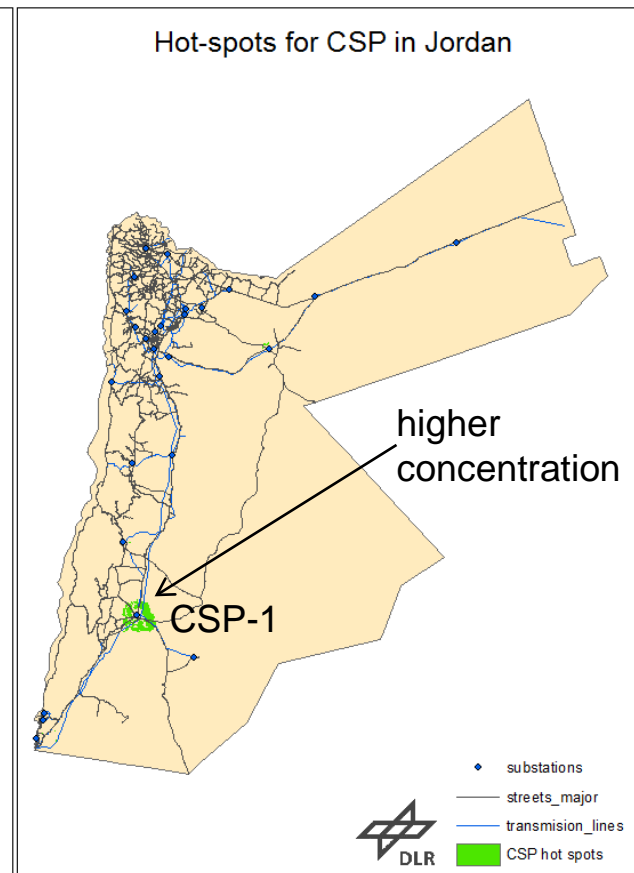 Hot-spots for CSP in Jordan
higher
concentration
CSP-1
substations
streets_major
transmision_lines
CSP hot spots
DLR